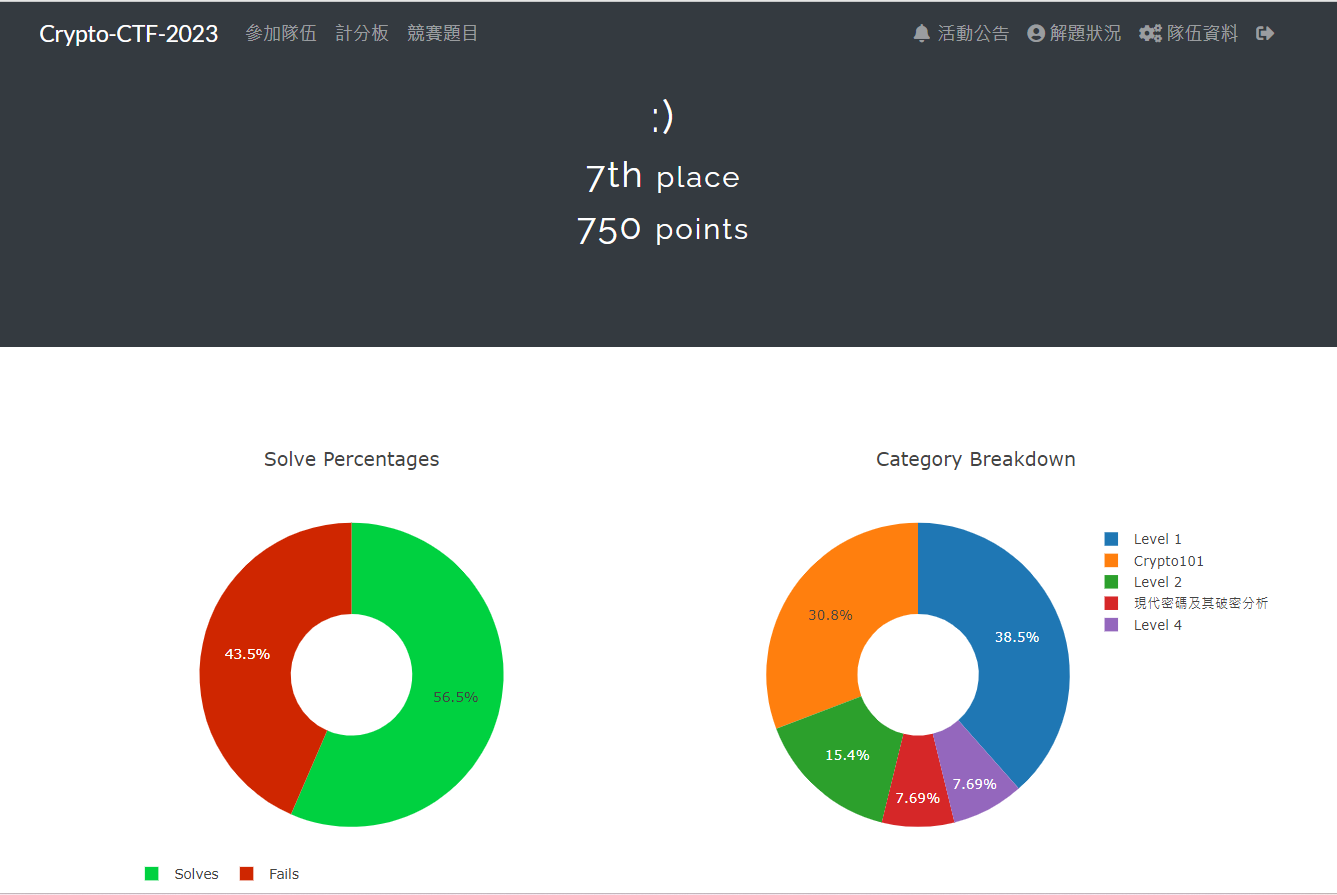 Crypto-CTF-2023 參加隊伍 計分板 競賽題目 活動公告 解題狀況 隊伍資料
:)
7th place
750 points
Solve Percentages
43.5%
56.5%
Solves Fails
Category Breakdown
30.8%
38.5%
15.4%
7.69%
7.69%
Level 1
Crypto101
Level 2
現代密碼及其破密分析
Level 4